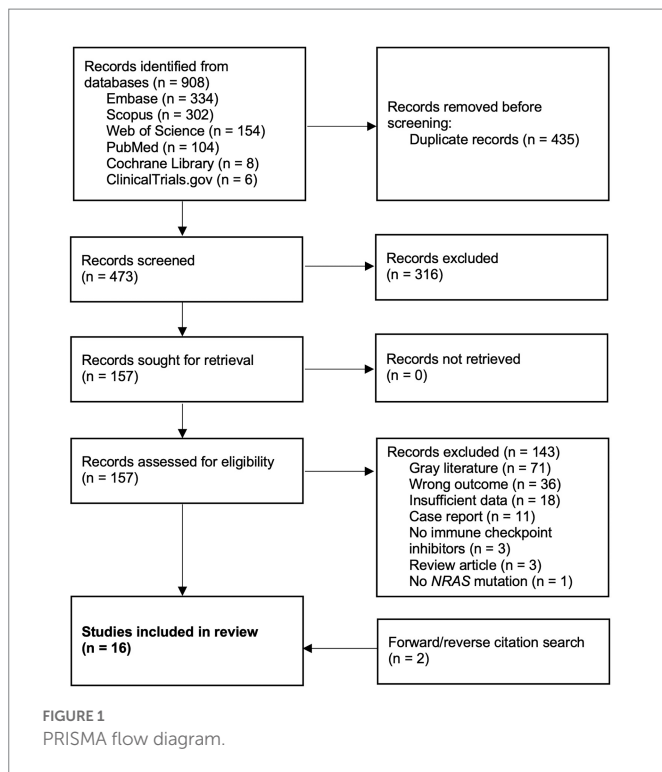 Records identified from
databases (n = 908)
Embase (n = 334)
Scopus (n = 302)
Web of Science (n = 154)
PubMed (n = 104)
Cochrane Library (n = 8)
ClinicalTrials.gov (n = 6)
Records removed before
screening:
Duplicate records (n = 435)
Records screened
(n = 473)
Records excluded
(n = 316)
Records sought for retrieval
(n = 157)
Records not retrieved
(n = 0)
Records assessed for eligibility
(n = 157)
Records excluded (n = 143)
Gray literature (n = 71)
Wrong outcome (n = 36)
Insufficient data (n = 18)
Case report (n = 11)
No immune checkpoint
inhibitors (n = 3)
Review article (n = 3)
No NRAS mutation (n = 1)
Studies included in review
(n = 16)
Forward/reverse citation search
(n = 2)
FIGURE 1
PRISMA flow diagram.